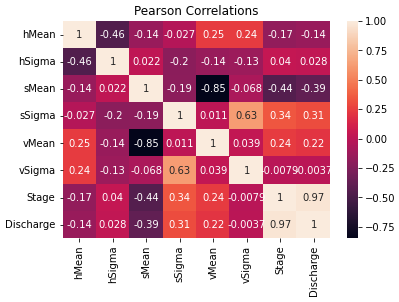 Pearson Correlations
hMean 1 -0.46 -0.14 -0.027 0.25 0.24 -0.17 -0.14
hSigma -0.46 1 0.022 -0.2 -0.14 -0.13 0.04 0.028
sMean -0.14 0.022 1 -0.19 -0.85 -0.068 -0.44 -0.39
sSigma -0.027 -0.2 -0.19 1 0.011 0.63 0.34 0.31
vMean 0.25 -0.14 -0.85 0.011 1 0.039 0.24 0.22
vSigma 0.24 -0.13 -0.068 0.63 0.039 1 -0.0079 -0.0037
Stage -0.17 0.04 -0.44 0.34 0.24 -0.0079 1 0.97
Discharge -0.14 0.028 -0.39 0.31 0.22 -0.0037 0.97 1
hMean hSigma sMean sSigma vMean vSigma Stage Discharge
1.00
0.75
0.50
0.25
0.00
-0.25
-0.50
-0.75